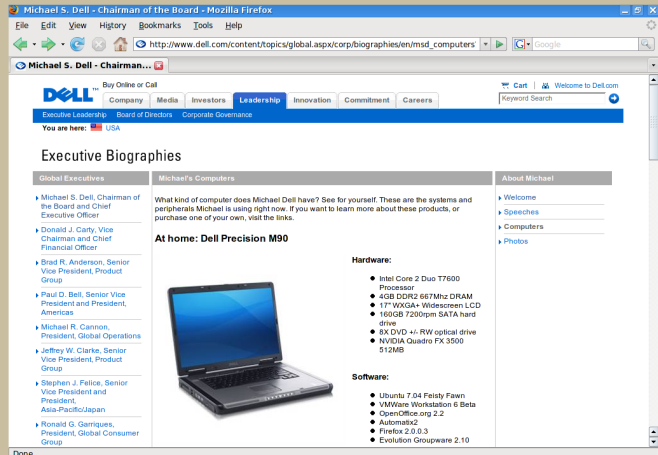 Michael S. Dell - Chairman of the Board - Mozilla Firefox
File Edit View History Bookmarks Tools Help
http://www.dell.com/content/topics/global.aspx/corp/biographies/en/msd_computers
Google
Michael S. Dell - Chairman...
DELL™
Buy Online or Call
Cart | Welcome to Dell.com
Company Media Investors Leadership Innovation Commitment Careers
Keyword Search
Executive Leadership Board of Directors Corporate Governance
You are here: USA
Executive Biographies
Global Executives
Michael S. Dell, Chairman of
the Board and Chief
Executive Officer
Donald J. Carty, Vice
Chairman and Chief
Financial Officer
Brad R. Anderson, Senior
Vice President, Product
Group
Paul D. Bell, Senior Vice
President and President,
Americas
Michael R. Cannon,
President, Global Operations
Jeffrey W. Clarke, Senior
Vice President, Product
Group
Stephen J. Felice, Senior
Vice President and
President,
Asia-Pacific/Japan
Ronald G. Garriques,
President, Global Consumer
Group
Michael's Computers
What kind of computer does Michael Dell have? See for yourself. These are the systems and
peripherals Michael is using right now. If you want to learn more about these products, or
purchase one of your own, visit the links.
At home: Dell Precision M90
Hardware:
Intel Core 2 Duo T7600
Processor
4GB DDR2 667Mhz DRAM
17" WXGA+ Widescreen LCD
160GB 7200rpm SATA hard
drive
8X DVD +/- RW optical drive
NVIDIA Quadro FX 3500
512MB
Software:
Ubuntu 7.04 Feisty Fawn
VMWare Workstation 6 Beta
OpenOffice.org 2.2
Automatix2
Firefox 2.0.0.3
Evolution Groupware 2.10
About Michael
Welcome
Speeches
Computers
Photos
Done